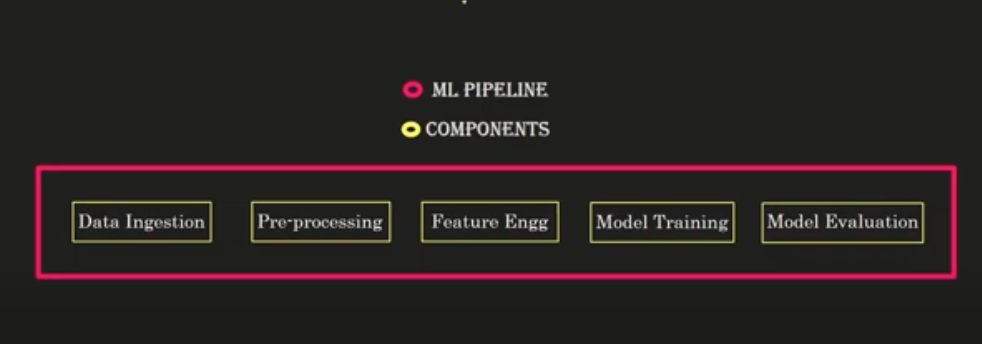 ML PIPELINE
COMPONENTS
Data Ingestion Pre-processing Feature Engg Model Training Model Evaluation